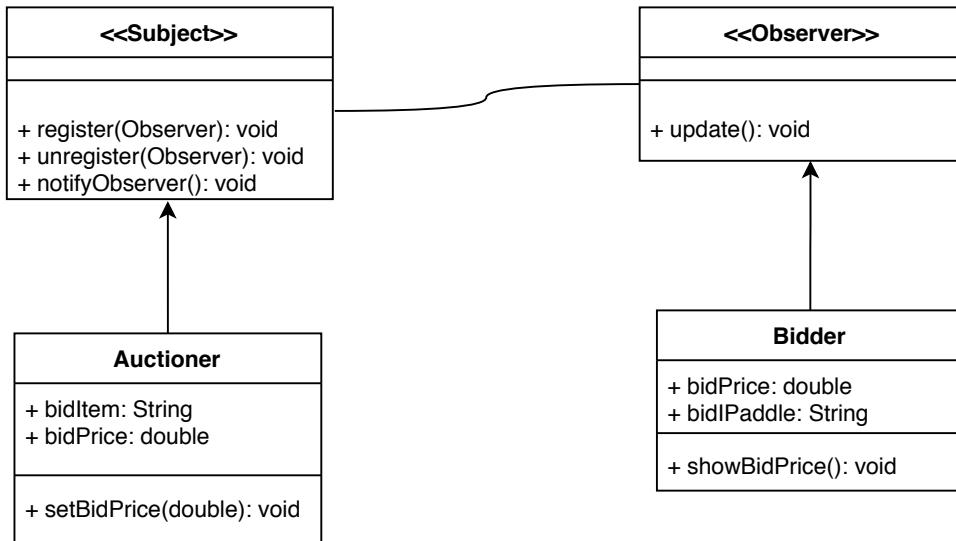 <<Subject>>
+ register(Observer): void
+ unregister(Observer): void
+ notifyObserver(): void
<<Observer>>
+ update(): void
Auctioner
+ bidItem: String
+ bidPrice: double
+ setBidPrice(double): void
Bidder
+ bidPrice: double
+ bidIPaddle: String
+ showBidPrice(): void